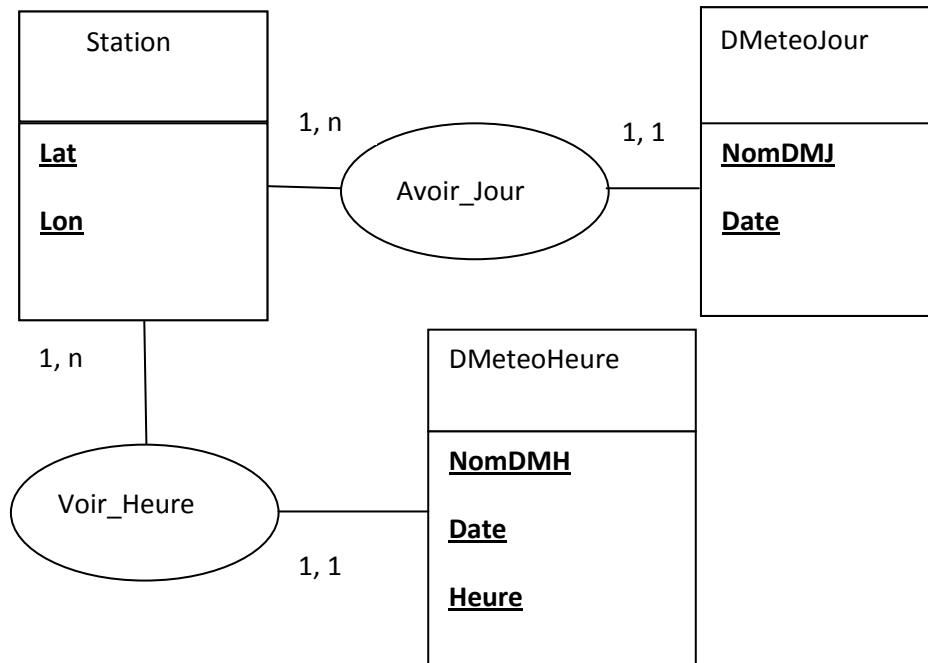 Station
Lat
Lon
1, n
Avoir_Jour
1, 1
DMeteoJour
NomDMJ
Date
1, n
Voir_Heure
1, 1
DMeteoHeure
NomDMH
Date
Heure